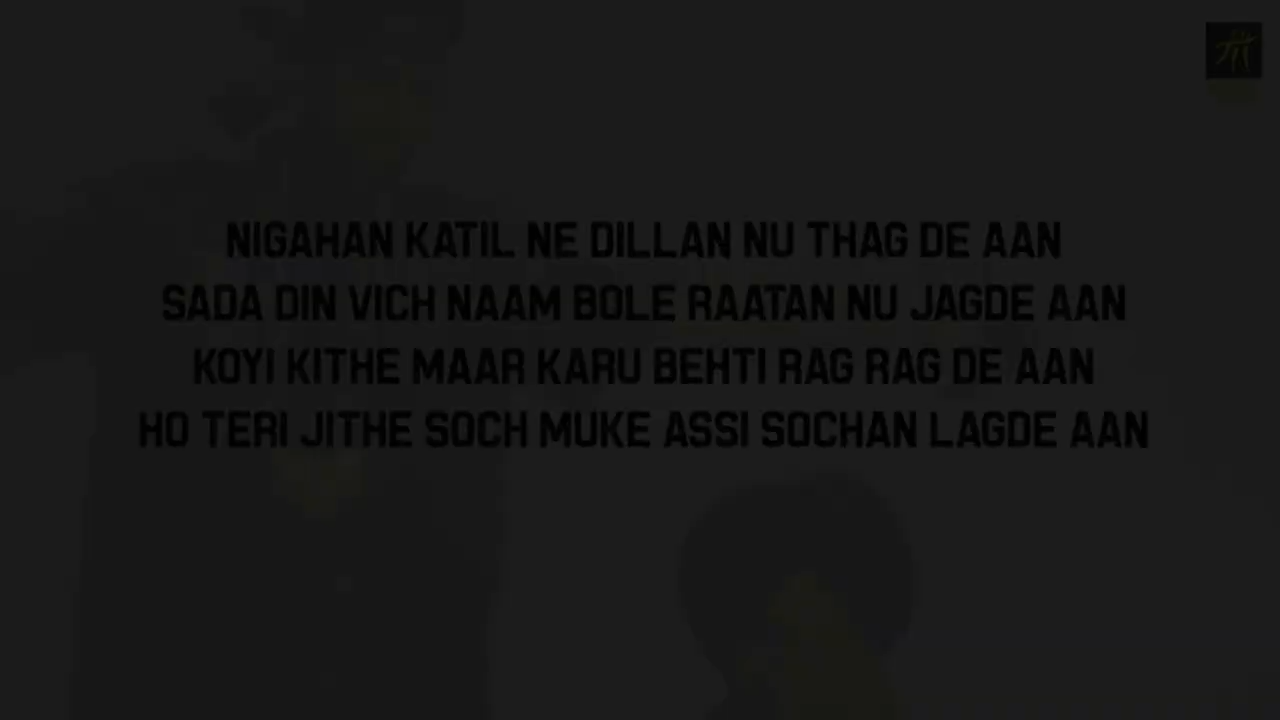 NIGAHAN KATIL NE DILLAN NU THAG DE AAN
SADA DIN VICH NAAM BOLE RAATAN NU JAGDE AAN
KOYI KITHE MAAR KARU BEHTI RAG RAG DE AAN
HO TERI JITHE SOCH MUKE ASSI SOCHAN LAGDE AAN